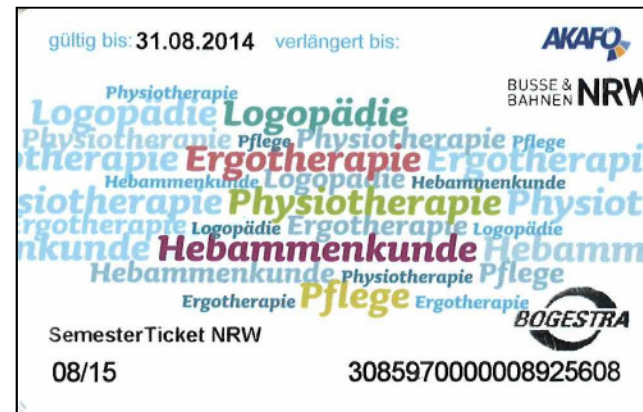 gültig bis: 31.08.2014 verlängert bis: AKAFÖ
BUSSE &
BAHNEN NRW
Physiotherapie
Logopädie Logopädie
Physiotherapie Pflege Physiotherapie Pflege
otherapie Ergotherapie Ergotherapi
Hebammenkunde Logopädie Hebammenkunde
siotherapie Physiotherapie Physiot
Ergotherapie Logopädie Ergotherapie Logopädie
nkunde Hebammenkunde Hebamm
Hebammenkunde Physiotherapie Pflege
Ergotherapie Pflege Ergotherapie
BOGESTRA
SemesterTicket NRW
08/15 3085970000008925608